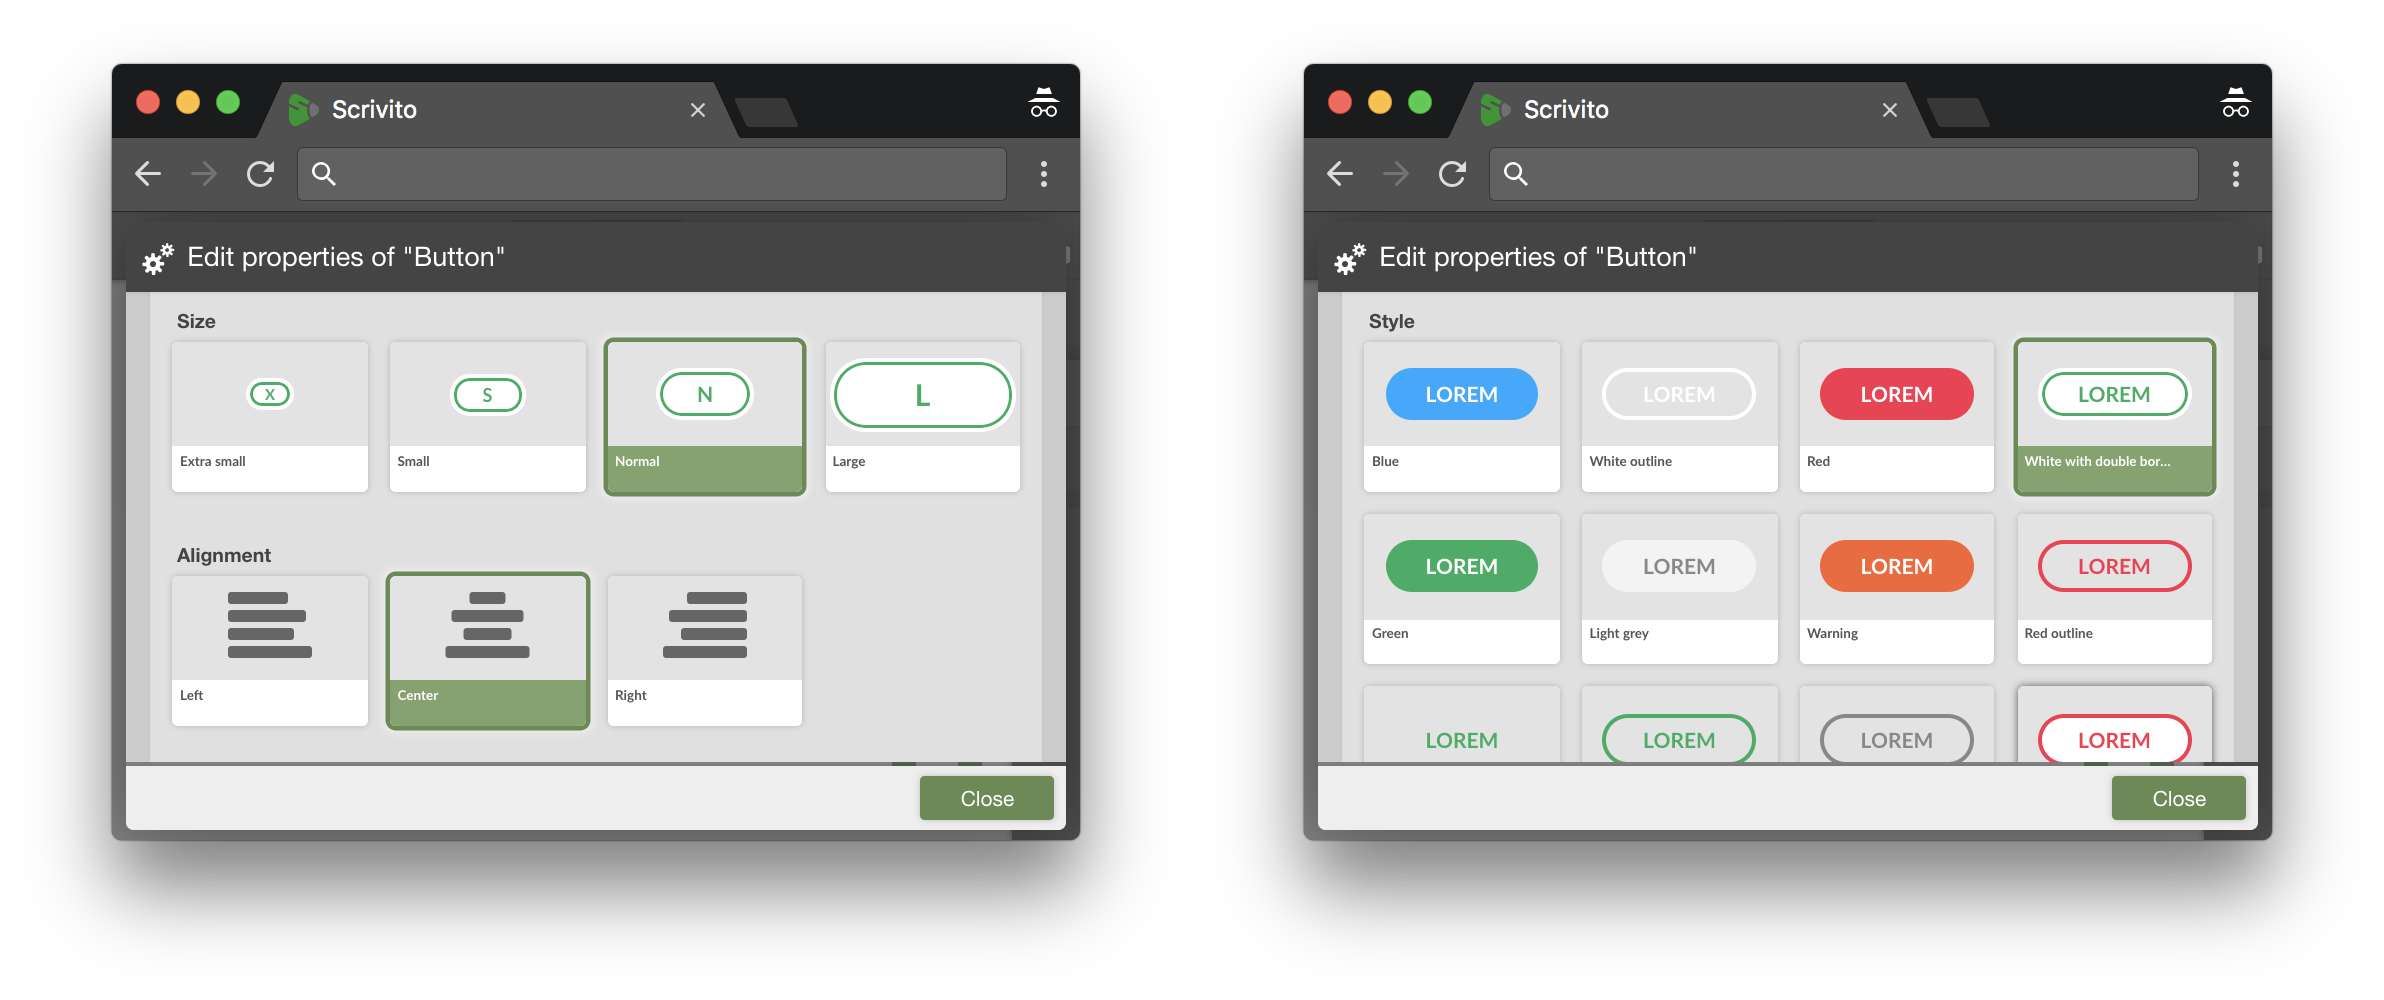 Scrivito
Edit properties of "Button"
Size
X
S
N
L
Extra small
Small
Normal
Large
Alignment
Left
Center
Right
Close
Scrivito
Edit properties of "Button"
Style
LOREM
LOREM
LOREM
LOREM
Blue
White outline
Red
White with double bor...
LOREM
LOREM
LOREM
LOREM
Green
Light grey
Warning
Red outline
LOREM
LOREM
LOREM
LOREM
Close